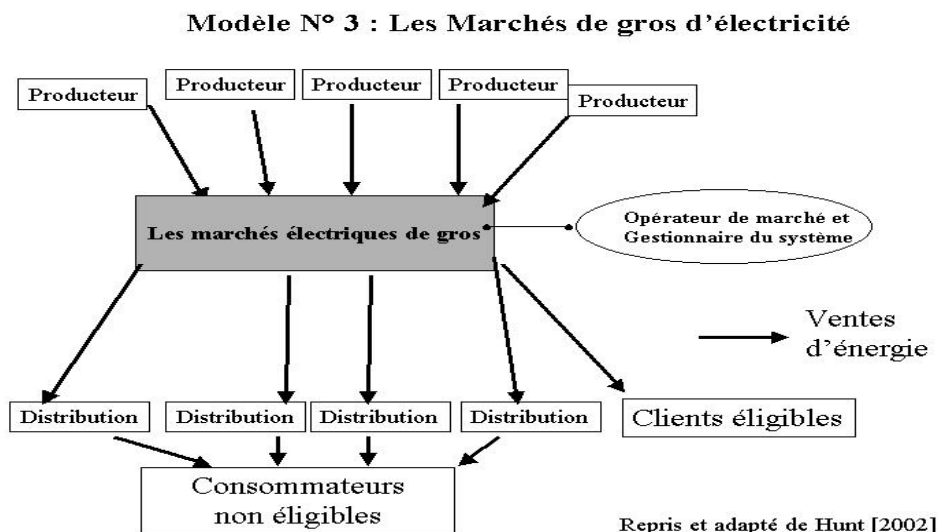 Modèle N° 3 : Les Marchés de gros d'électricité
Producteur
Producteur
Producteur
Producteur
Producteur
Les marchés électriques de gros
Opérateur de marché et
Gestionnaire du système
Ventes
d'énergie
Distribution
Distribution
Distribution
Distribution
Clients éligibles
Consommateurs
non éligibles
Repris et adapté de Hunt [2002]